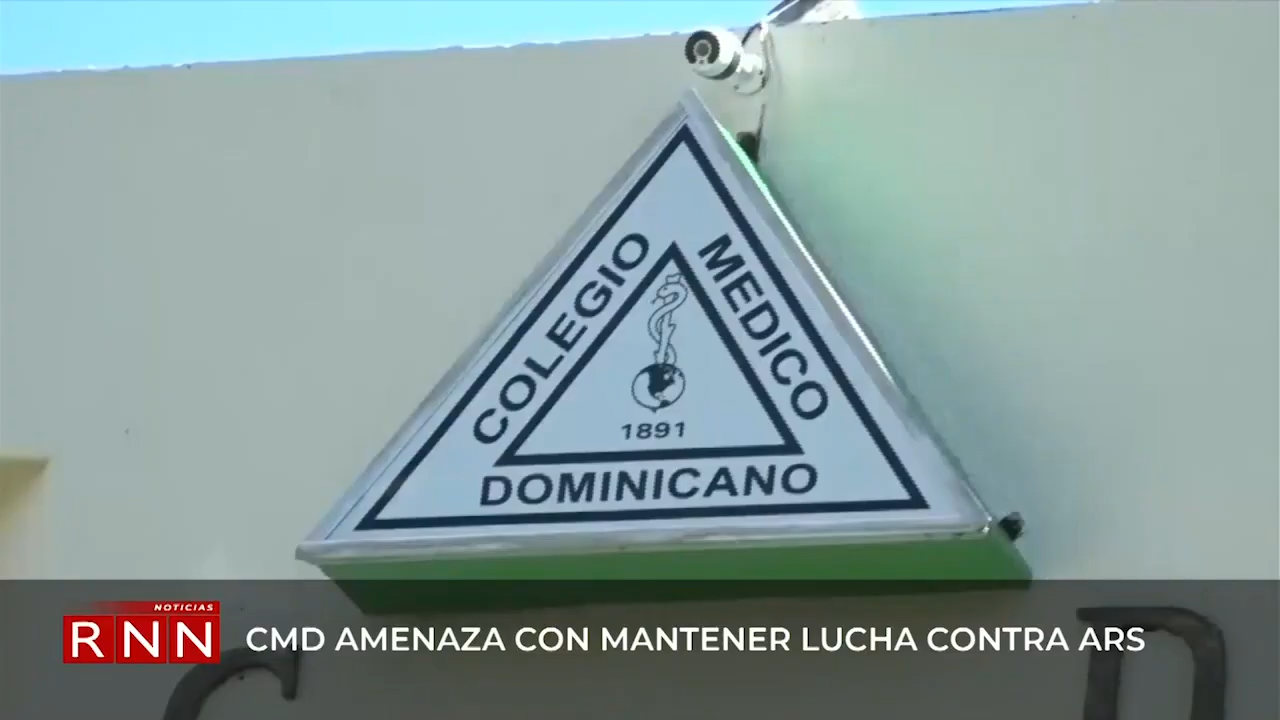 COLEGIO
MEDICO
1891
DOMINICANO
NOTICIAS
RNN
CMD AMENAZA CON MANTENER LUCHA CONTRA ARS
C D